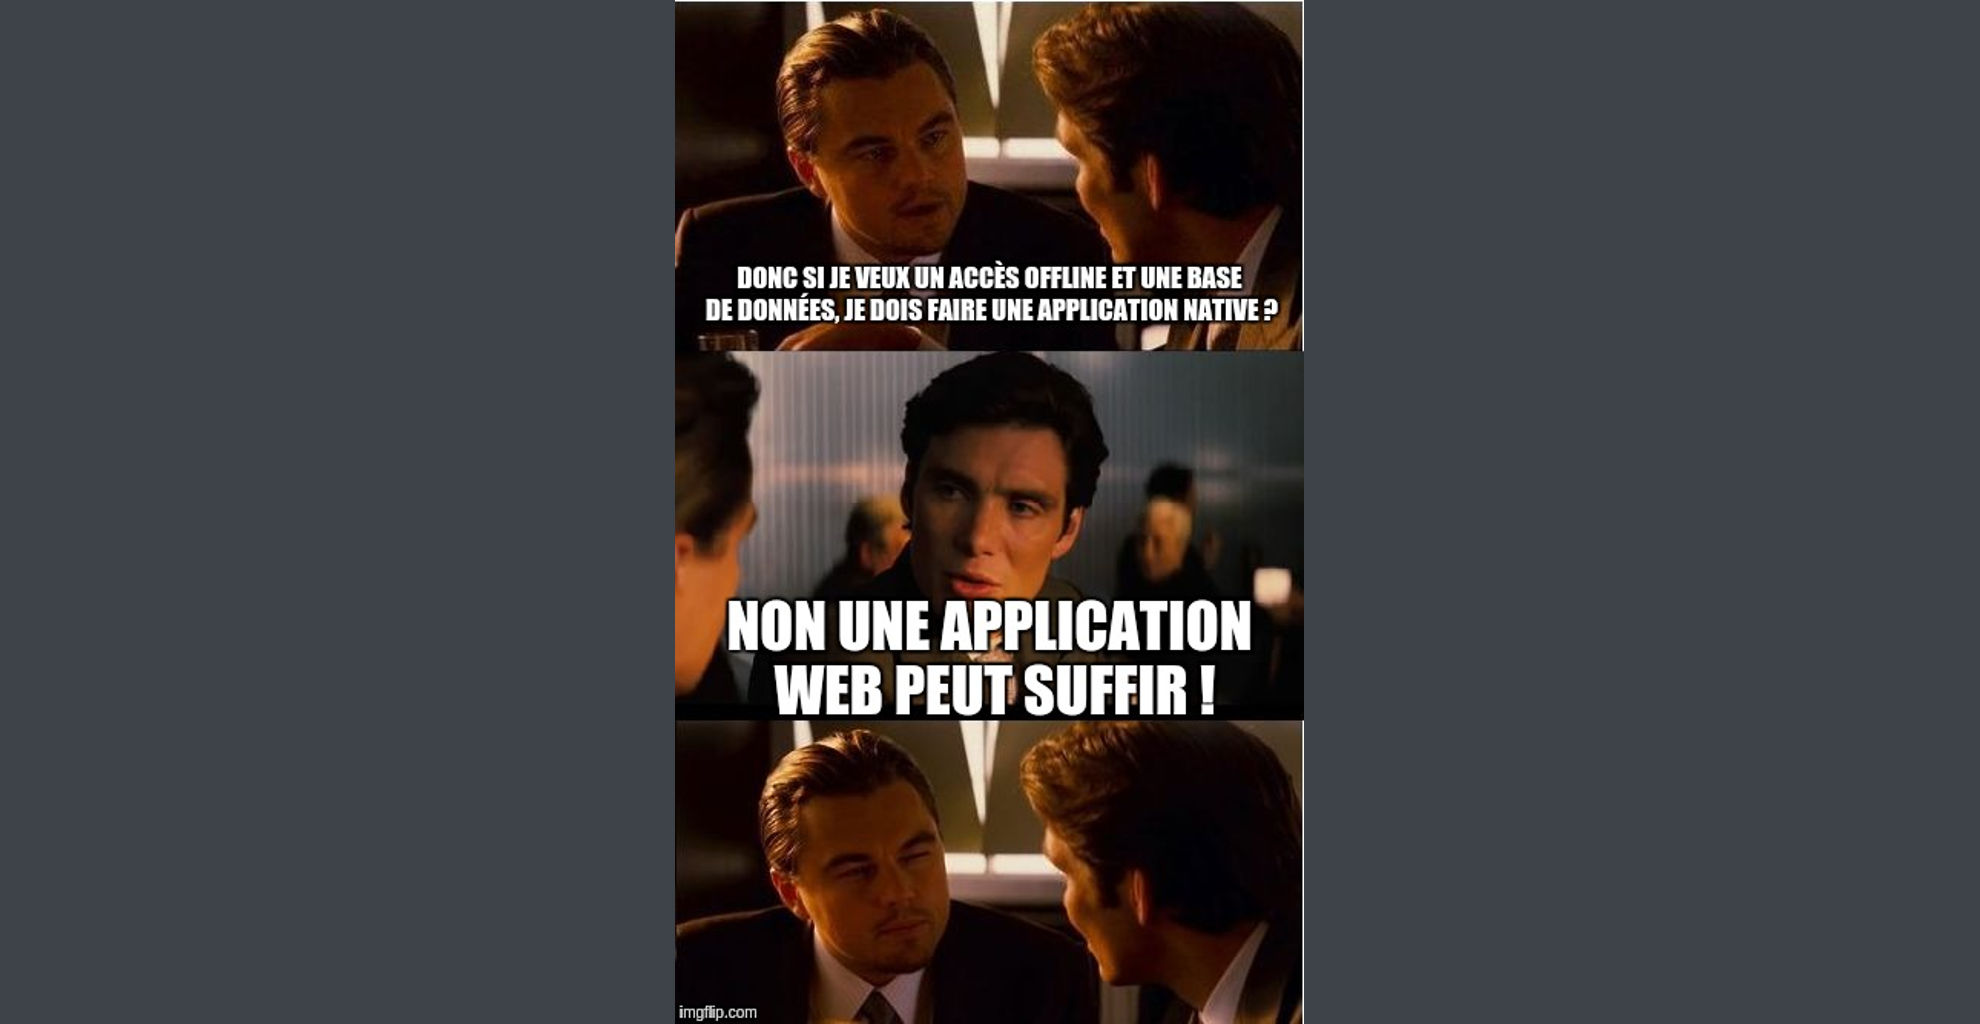 DONC SI JE VEUX UN ACCÈS OFFLINE ET UNE BASE
DE DONNÉES, JE DOIS FAIRE UNE APPLICATION NATIVE ?
NON UNE APPLICATION
WEB PEUT SUFFIR !
imgflip.com